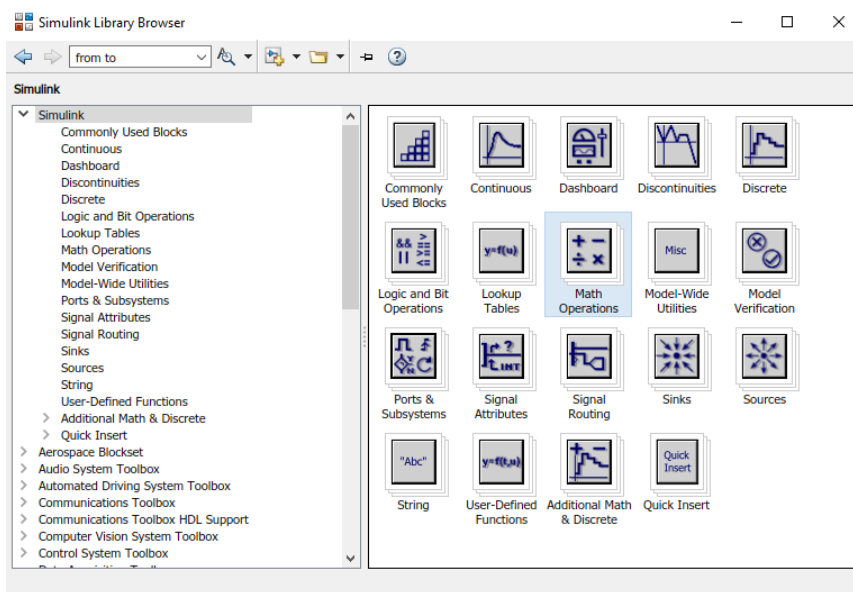 Simulink Library Browser
from to
Simulink
Simulink
Commonly Used Blocks
Continuous
Dashboard
Discontinuities
Discrete
Logic and Bit Operations
Lookup Tables
Math Operations
Model Verification
Model-Wide Utilities
Ports & Subsystems
Signal Attributes
Signal Routing
Sinks
Sources
String
User-Defined Functions
Additional Math & Discrete
Quick Insert
Aerospace Blockset
Audio System Toolbox
Automated Driving System Toolbox
Communications Toolbox
Communications Toolbox HDL Support
Computer Vision System Toolbox
Control System Toolbox
Commonly
Used Blocks
Continuous
Dashboard
Discontinuities
Discrete
&& >
|| ==
>=
<=
Logic and Bit
Operations
y=f(u)
Lookup
Tables
+ −
÷ ×
Math
Operations
Misc
Model-Wide
Utilities
Model
Verification
Y
N
Ports &
Subsystems
?
INT
Signal
Attributes
Signal
Routing
Sinks
Sources
"Abc"
String
y=f(t,u)
User-Defined
Functions
+ −
Additional Math
& Discrete
Quick
Insert
Quick Insert